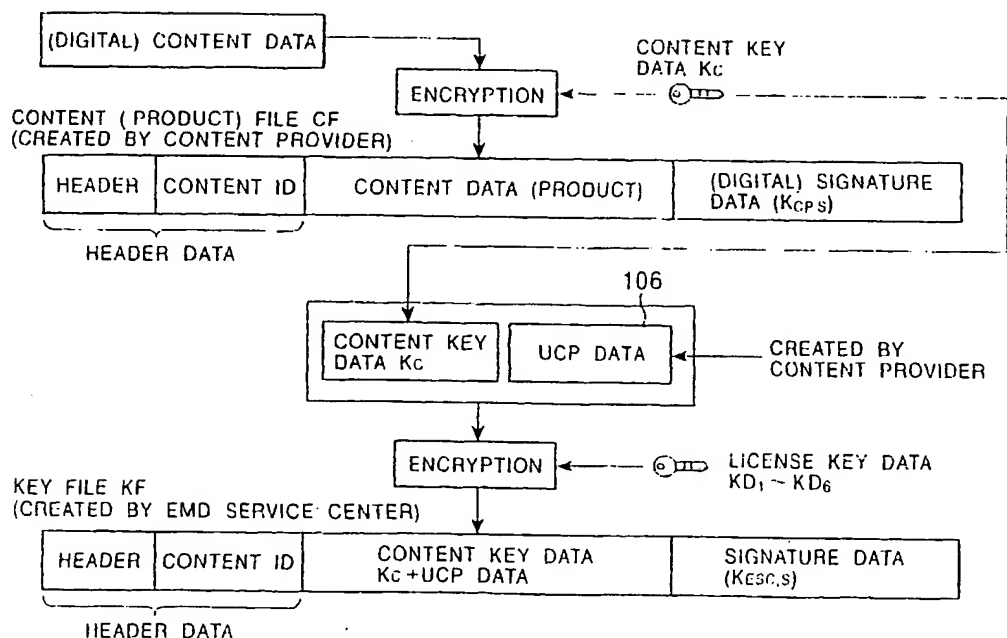 (DIGITAL) CONTENT DATA
CONTENT KEY
DATA Kc
ENCRYPTION
CONTENT (PRODUCT) FILE CF
(CREATED BY CONTENT PROVIDER)
HEADER
CONTENT ID
CONTENT DATA (PRODUCT)
(DIGITAL) SIGNATURE
DATA (KCPS)
HEADER DATA
106
CONTENT KEY
DATA Kc
UCP DATA
CREATED BY
CONTENT PROVIDER
ENCRYPTION
LICENSE KEY DATA
KD1 ~ KD6
KEY FILE KF
(CREATED BY EMD SERVICE CENTER)
HEADER
CONTENT ID
CONTENT KEY DATA
Kc+UCP DATA
SIGNATURE DATA
(KESC,S)
HEADER DATA